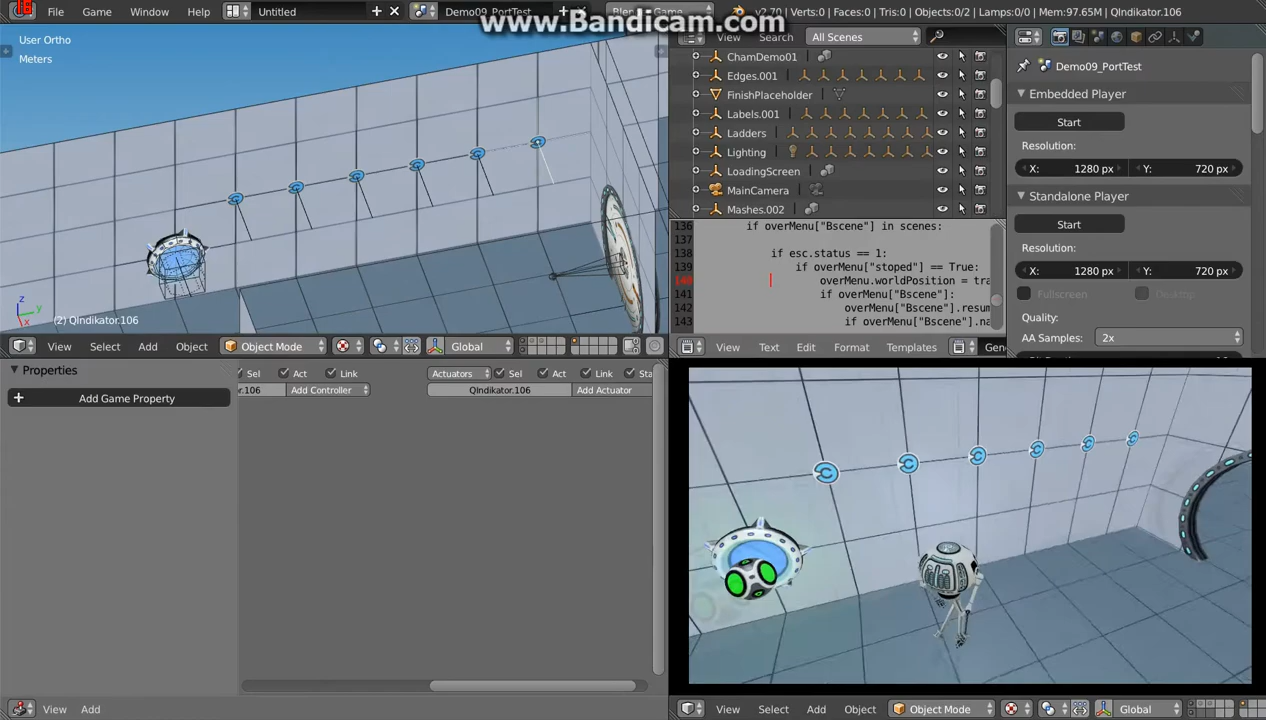 File Game Window Help Untitled Demo09_PortTest
www.Bandicam.com
v2.70 | Verts:0 | Faces:0 | Tris:0 | Objects:0/2 | Lamps:0/0 | Mem:97.65M | QIndikator.106
User Ortho
Meters
(2) QIndikator.106
View Select Add Object Object Mode Global
View Search All Scenes
ChamDemo01
Edges.001
FinishPlaceholder
Labels.001
Ladders
Lighting
LoadingScreen
MainCamera
Mashes.002
136 if overMenu["Bscene"] in scenes:
137
138 if esc.status == 1:
139 if overMenu["stoped"] == True:
140 overMenu.worldPosition = tra
141 if overMenu["Bscene"]:
142 overMenu["Bscene"].resum
143 if overMenu["Bscene"].na
View Text Edit Format Templates Gen
Demo09_PortTest
Embedded Player
Start
Resolution:
X: 1280 px Y: 720 px
Standalone Player
Start
Resolution:
X: 1280 px Y: 720 px
Fullscreen Desktop
Quality:
AA Samples: 2x
Properties
Add Game Property
Sel Act Link
r.106 Add Controller
Actuators Sel Act Link Sta
QIndikator.106 Add Actuator
View Add
View Select Add Object Object Mode Global